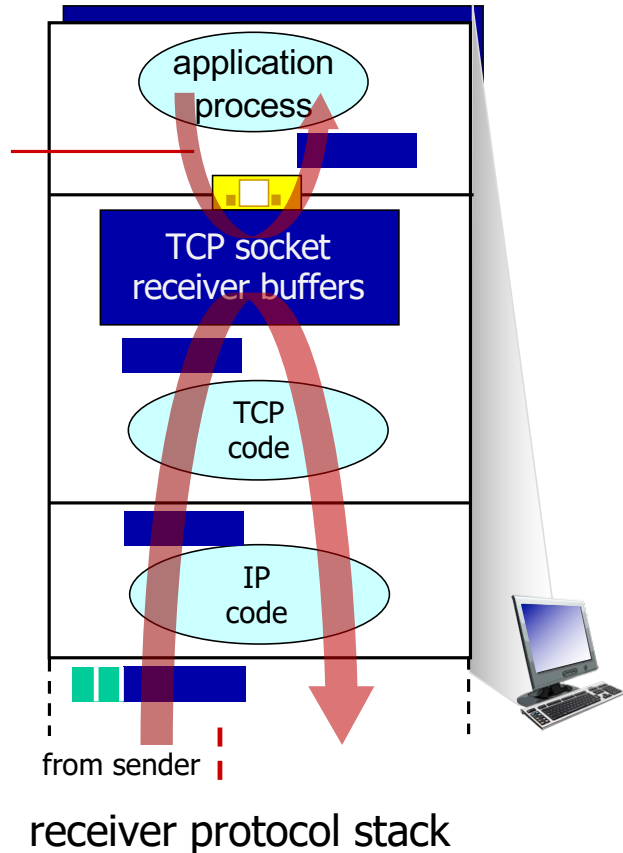 application
process
TCP socket
receiver buffers
TCP
code
IP
code
from sender
receiver protocol stack